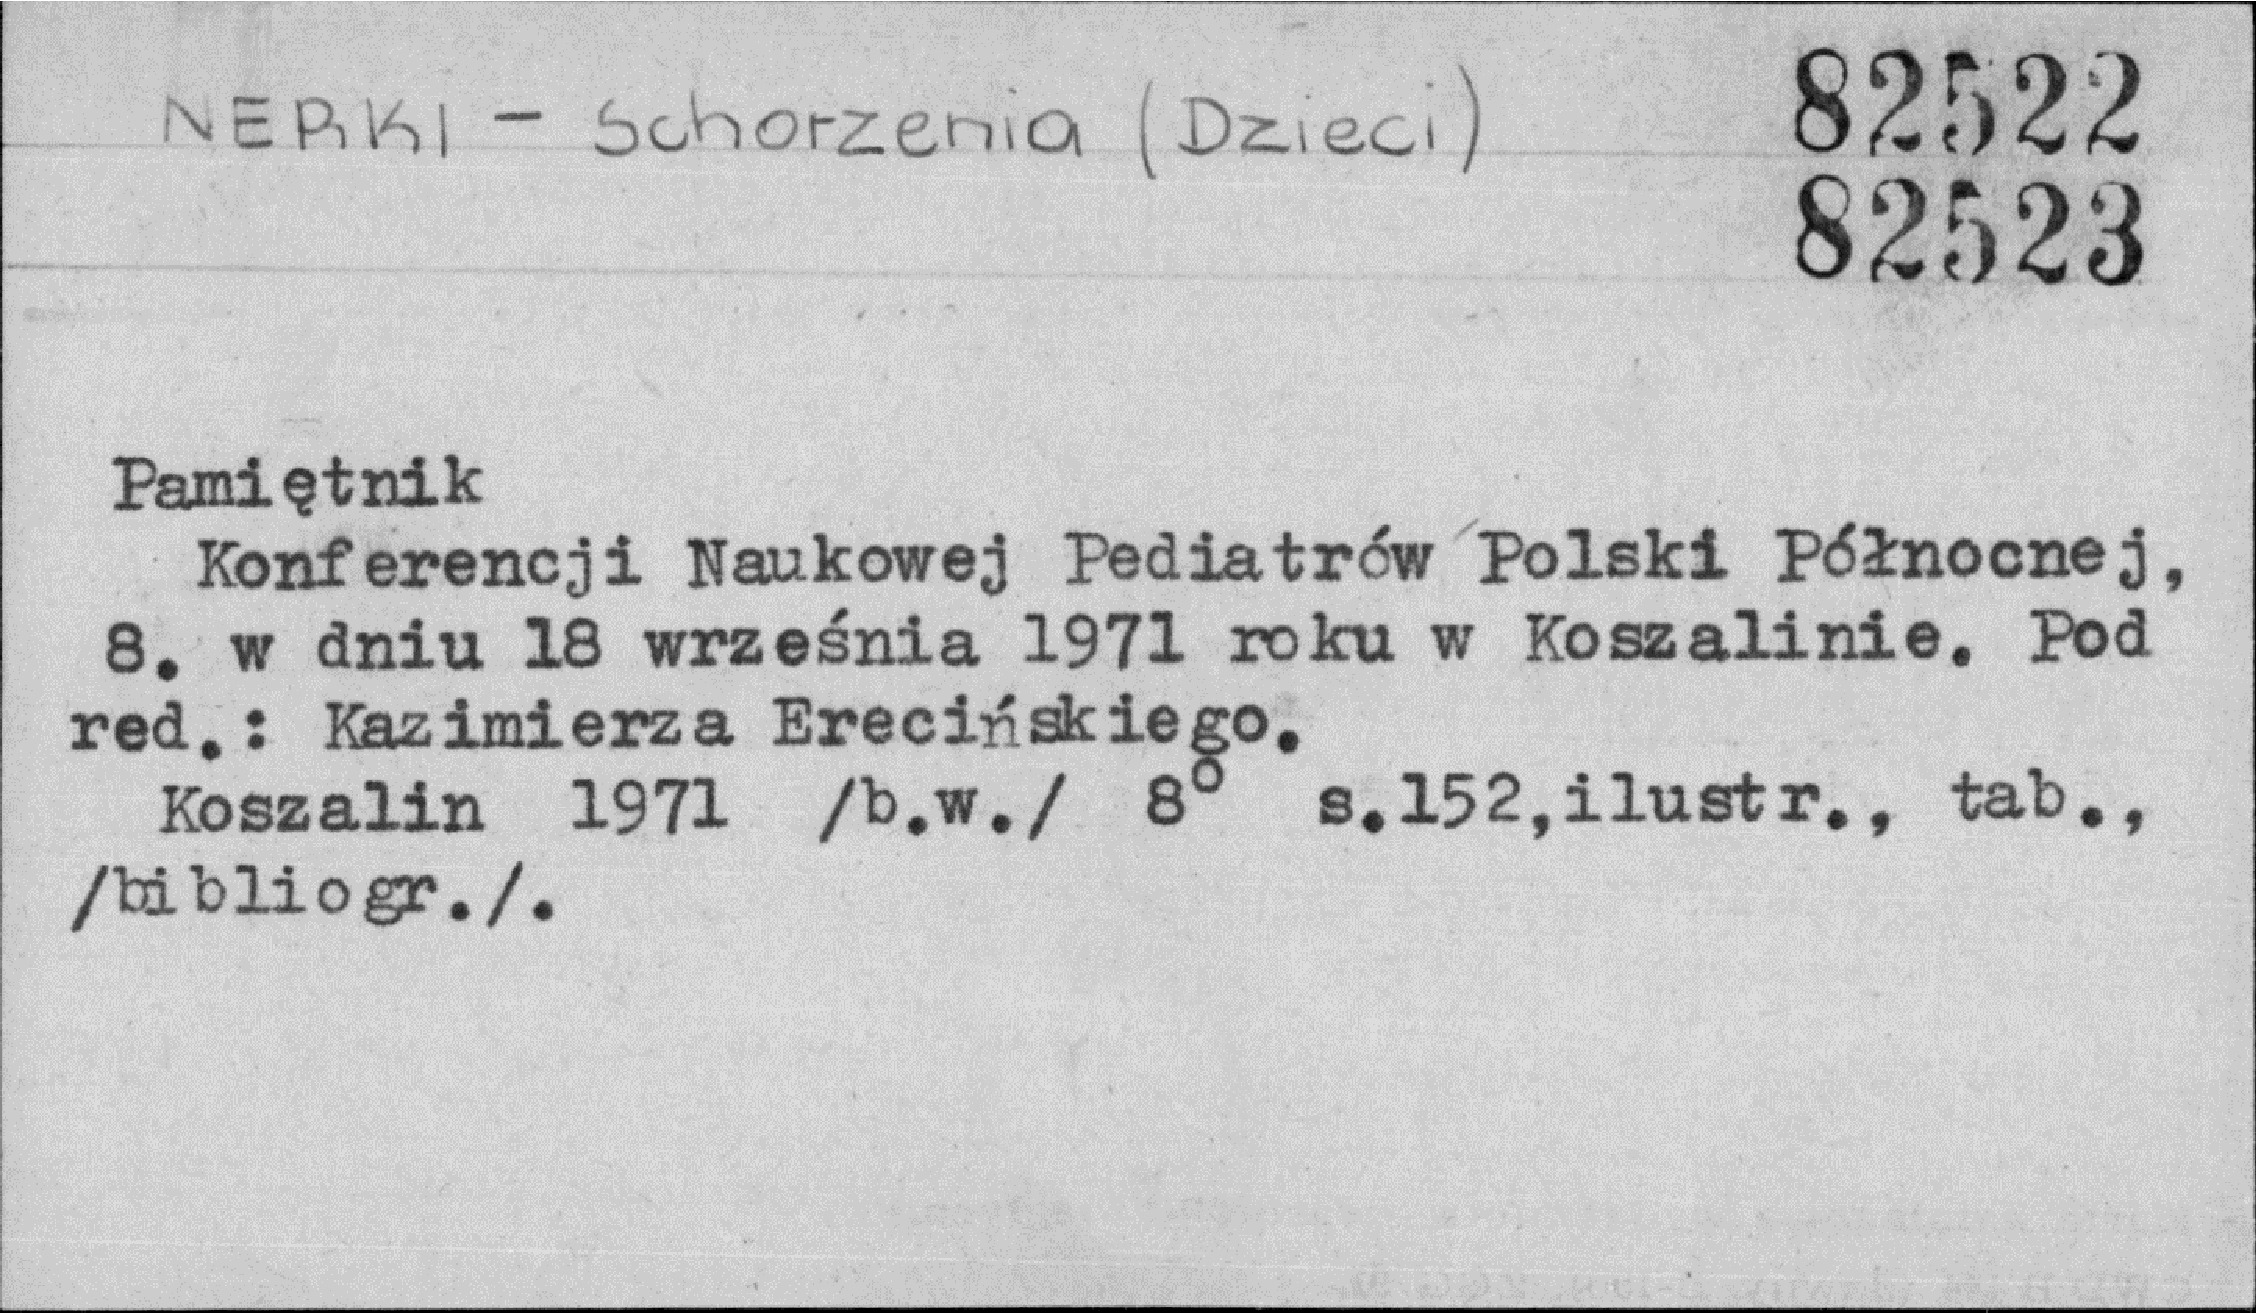 NERKI - Schorzenia (Dzieci)
82522
82523
Pamiętnik
Konferencji Naukowej Pediatrów Polski Północnej,
8. w dniu 18 września 1971 roku w Koszalinie. Pod
red.: Kazimierza Erecińskiego.
Koszalin 1971 /b.w./ 8° s.152,ilustr., tab.,
/bibliogr./.